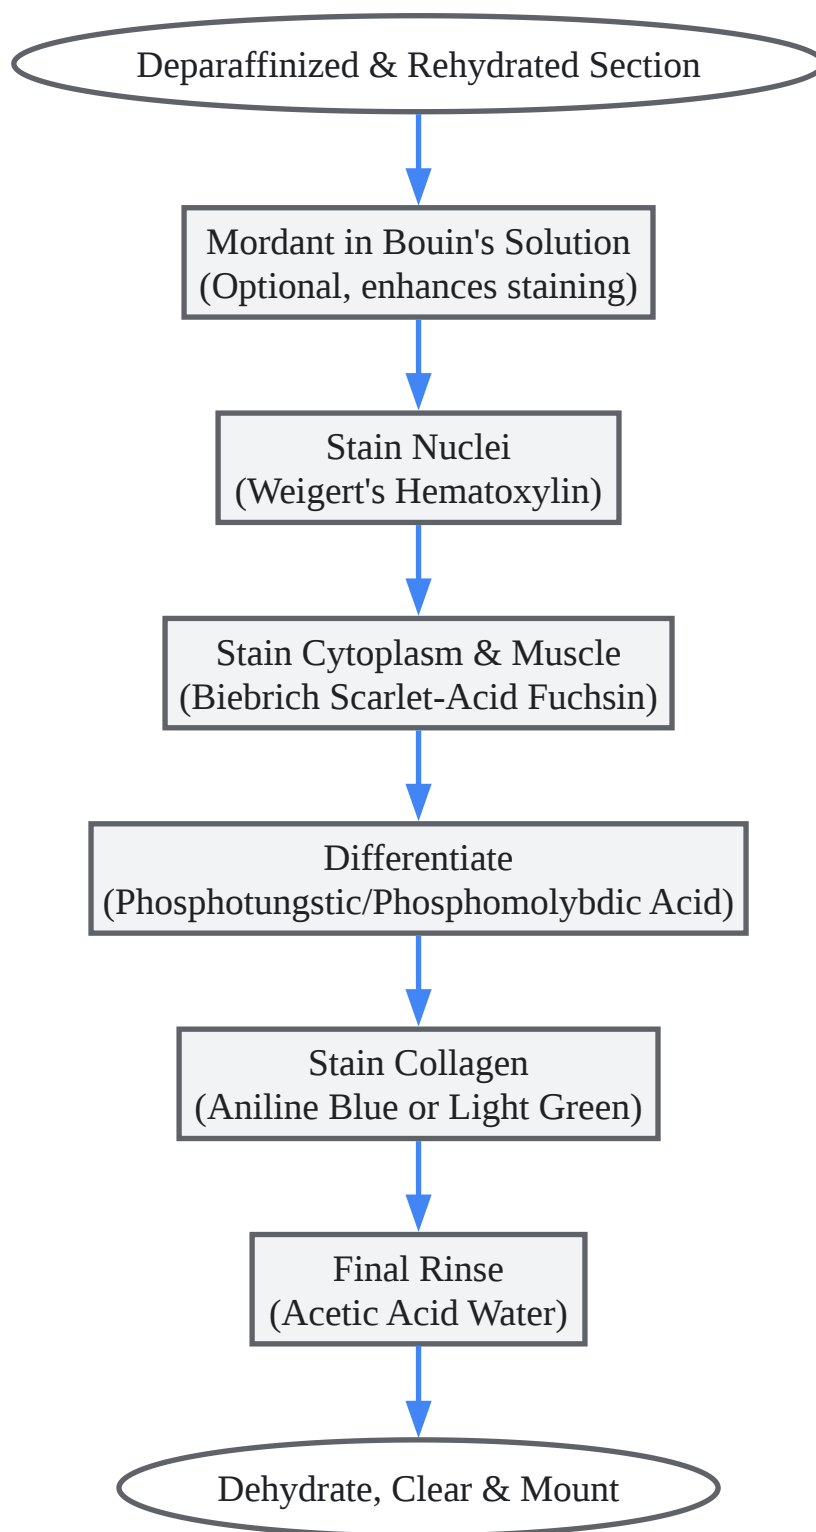 Deparaffinized & Rehydrated Section
Mordant in Bouin's Solution
(Optional, enhances staining)
Stain Nuclei
(Weigert's Hematoxylin)
Stain Cytoplasm & Muscle
(Biebrich Scarlet-Acid Fuchsin)
Differentiate
(Phosphotungstic/Phosphomolybdic Acid)
Stain Collagen
(Aniline Blue or Light Green)
Final Rinse
(Acetic Acid Water)
Dehydrate, Clear & Mount